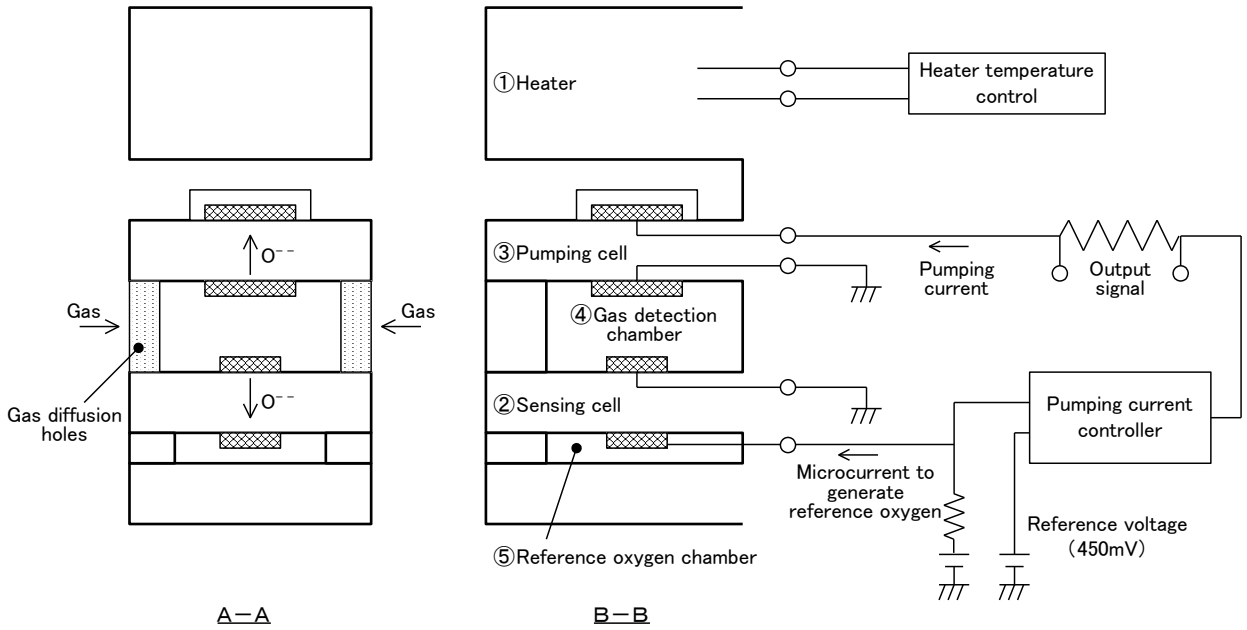 ①Heater
Heater temperature
control
③Pumping cell
O⁻⁻
Pumping
current
Output
signal
Gas
Gas
④Gas detection
chamber
②Sensing cell
O⁻⁻
Gas diffusion
holes
Pumping current
controller
Microcurrent to
generate
reference oxygen
Reference voltage
(450mV)
⑤Reference oxygen chamber
A－A
B－B